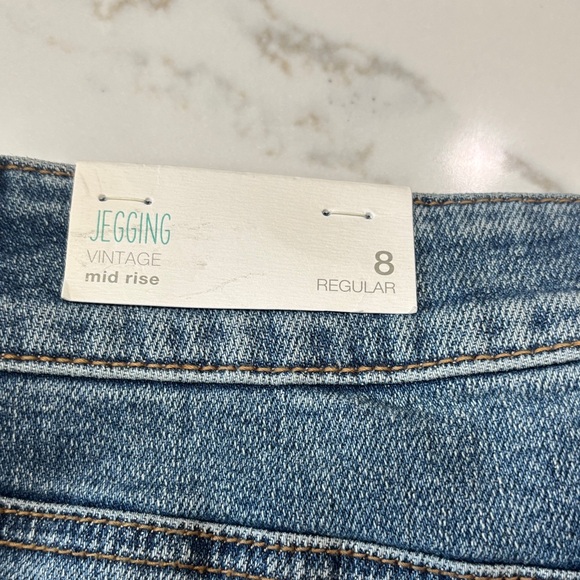 JEGGING
VINTAGE
mid rise
8
REGULAR